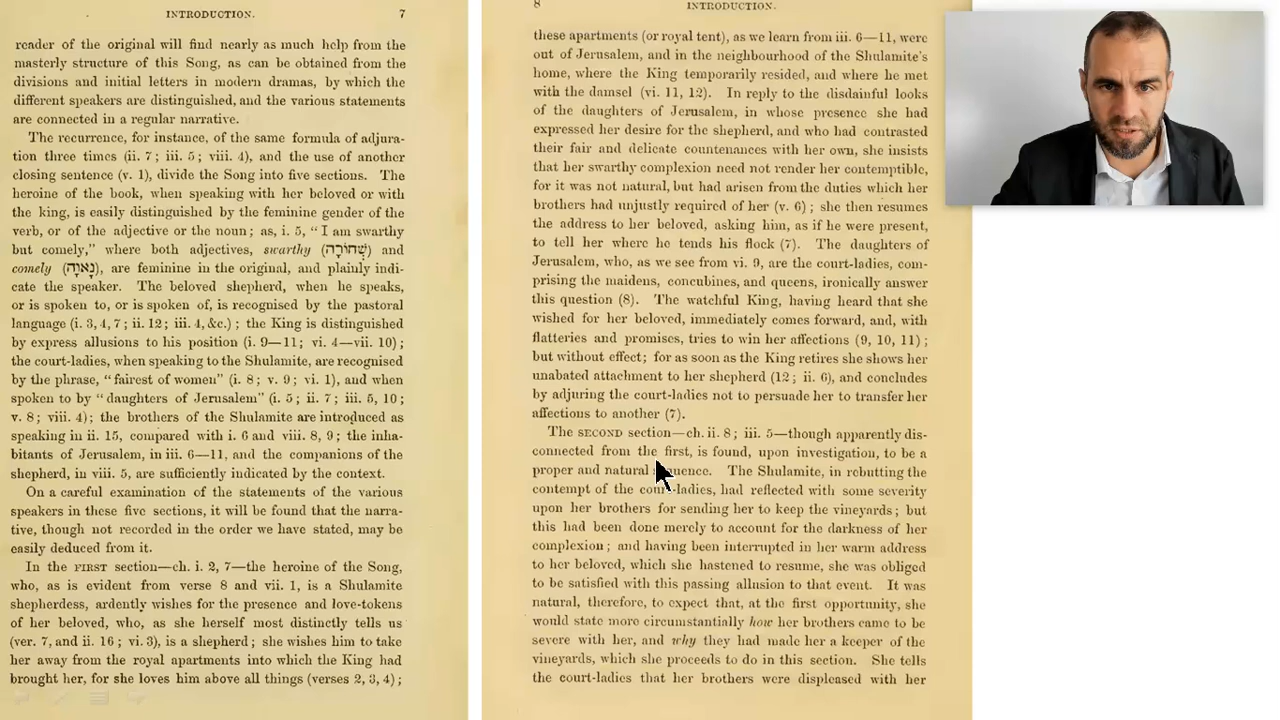 INTRODUCTION. 7
reader of the original will find nearly as much help from the
masterly structure of this Song, as can be obtained from the
divisions and initial letters in modern dramas, by which the
different speakers are distinguished, and the various statements
are connected in a regular narrative.
The recurrence, for instance, of the same formula of adjura-
tion three times (ii. 7; iii. 5; viii. 4), and the use of another
closing sentence (v. 1), divide the Song into five sections. The
heroine of the book, when speaking with her beloved or with
the king, is easily distinguished by the feminine gender of the
verb, or of the adjective or the noun; as, i. 5, “I am swarthy
but comely,” where both adjectives, swarthy (שְׁחוֹרָה) and
comely (נָאוָה), are feminine in the original, and plainly indi-
cate the speaker. The beloved shepherd, when he speaks,
or is spoken to, or is spoken of, is recognised by the pastoral
language (i. 3, 4, 7; ii. 12; iii. 4, &c.); the King is distinguished
by express allusions to his position (i. 9—11; vi. 4—vii. 10);
the court-ladies, when speaking to the Shulamite, are recognised
by the phrase, “fairest of women” (i. 8; v. 9; vi. 1), and when
spoken to by “daughters of Jerusalem” (i. 5; ii. 7; iii. 5, 10;
v. 8; viii. 4); the brothers of the Shulamite are introduced as
speaking in ii. 15, compared with i. 6 and viii. 8, 9; the inha-
bitants of Jerusalem, in iii. 6—11, and the companions of the
shepherd, in viii. 5, are sufficiently indicated by the context.
On a careful examination of the statements of the various
speakers in these five sections, it will be found that the narra-
tive, though not recorded in the order we have stated, may be
easily deduced from it.
In the FIRST section—ch. i. 2, 7—the heroine of the Song,
who, as is evident from verse 8 and vii. 1, is a Shulamite
shepherdess, ardently wishes for the presence and love-tokens
of her beloved, who, as she herself most distinctly tells us
(ver. 7, and ii. 16; vi. 3), is a shepherd; she wishes him to take
her away from the royal apartments into which the King had
brought her, for she loves him above all things (verses 2, 3, 4);
8 INTRODUCTION.
these apartments (or royal tent), as we learn from iii. 6—11, were
out of Jerusalem, and in the neighbourhood of the Shulamite's
home, where the King temporarily resided, and where he met
with the damsel (vi. 11, 12). In reply to the disdainful looks
of the daughters of Jerusalem, in whose presence she had
expressed her desire for the shepherd, and who had contrasted
their fair and delicate countenances with her own, she insists
that her swarthy complexion need not render her contemptible,
for it was not natural, but had arisen from the duties which her
brothers had unjustly required of her (v. 6); she then resumes
the address to her beloved, asking him, as if he were present,
to tell her where he tends his flock (7). The daughters of
Jerusalem, who, as we see from vi. 9, are the court-ladies, com-
prising the maidens, concubines, and queens, ironically answer
this question (8). The watchful King, having heard that she
wished for her beloved, immediately comes forward, and, with
flatteries and promises, tries to win her affections (9, 10, 11);
but without effect; for as soon as the King retires she shows her
unabated attachment to her shepherd (12; ii. 6), and concludes
by adjuring the court-ladies not to persuade her to transfer her
affections to another (7).
The SECOND section—ch. ii. 8; iii. 5—though apparently dis-
connected from the first, is found, upon investigation, to be a
proper and natural sequence. The Shulamite, in rebutting the
contempt of the court-ladies, had reflected with some severity
upon her brothers for sending her to keep the vineyards; but
this had been done merely to account for the darkness of her
complexion; and having been interrupted in her warm address
to her beloved, which she hastened to resume, she was obliged
to be satisfied with this passing allusion to that event. It was
natural, therefore, to expect that, at the first opportunity, she
would state more circumstantially how her brothers came to be
severe with her, and why they had made her a keeper of the
vineyards, which she proceeds to do in this section. She tells
the court-ladies that her brothers were displeased with her